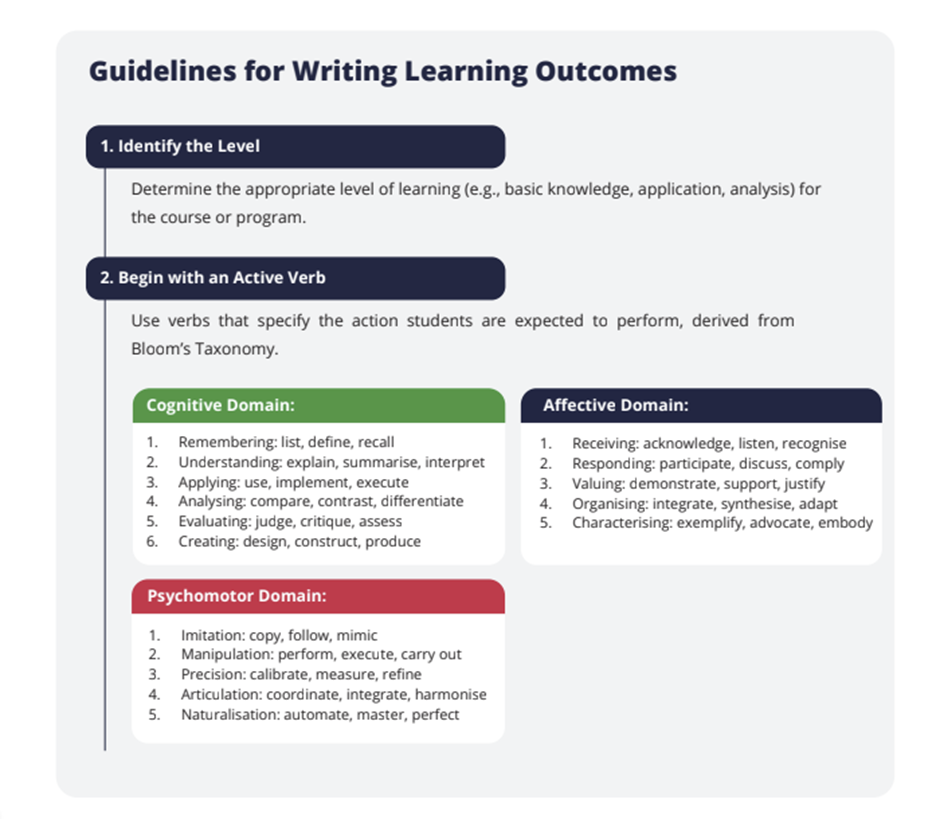 Guidelines for Writing Learning Outcomes
1. Identify the Level
Determine the appropriate level of learning (e.g., basic knowledge, application, analysis) for
the course or program.
2. Begin with an Active Verb
Use verbs that specify the action students are expected to perform, derived from
Bloom’s Taxonomy.
Cognitive Domain:
1. Remembering: list, define, recall
2. Understanding: explain, summarise, interpret
3. Applying: use, implement, execute
4. Analysing: compare, contrast, differentiate
5. Evaluating: judge, critique, assess
6. Creating: design, construct, produce
Affective Domain:
1. Receiving: acknowledge, listen, recognise
2. Responding: participate, discuss, comply
3. Valuing: demonstrate, support, justify
4. Organising: integrate, synthesise, adapt
5. Characterising: exemplify, advocate, embody
Psychomotor Domain:
1. Imitation: copy, follow, mimic
2. Manipulation: perform, execute, carry out
3. Precision: calibrate, measure, refine
4. Articulation: coordinate, integrate, harmonise
5. Naturalisation: automate, master, perfect